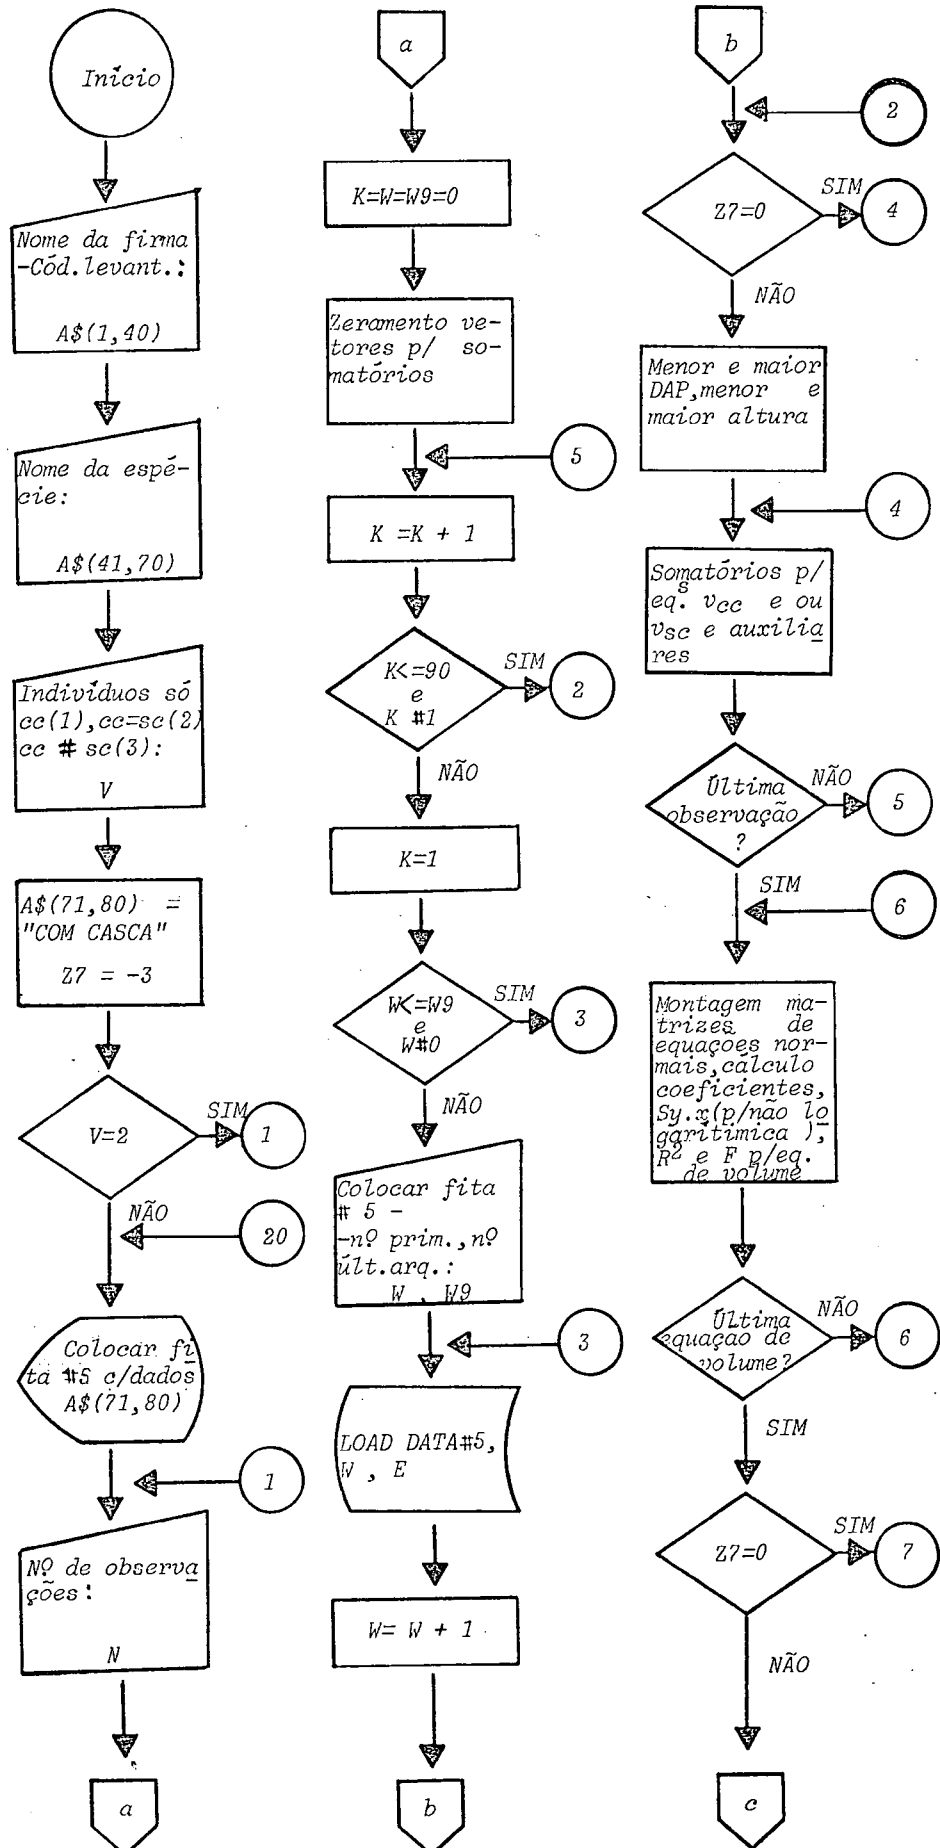 Início
Nome da firma
-Cód.levant.:
A$(1,40)
Nome da espé-
cie:
A$(41,70)
Indivíduos só
cc(1),cc=sc(2)
cc # sc(3):
V
A$(71,80) =
"COM CASCA"
Z7 = -3
V=2
SIM
1
NÃO
20
Colocar fi
ta #5 c/dados
A$(71,80)
1
Nº de observa
ções:
N
a
a
K=W=W9=0
Zeramento ve-
tores p/ so-
matórios
5
K =K + 1
K<=90
e
K #1
SIM
2
NÃO
K=1
W<=W9
e
W#0
SIM
3
NÃO
Colocar fita
# 5 -
-nº prim.,nº
últ.arq.:
W , W9
3
LOAD DATA#5,
W , E
W= W + 1
b
b
2
Z7=0
SIM
4
NÃO
Menor e maior
DAP,menor e
maior altura
4
Somatórios p/
eq.s vcc e ou
vsc e auxilia
res
Última
observação
?
NÃO
5
SIM
6
Montagem ma-
trizes de
equações nor-
mais,cálculo
coeficientes,
Sy.x(p/não lo
garítimica ),
R² e F p/eq.
de volume
Última
equação de
volume?
NÃO
6
SIM
Z7=0
SIM
7
NÃO
c